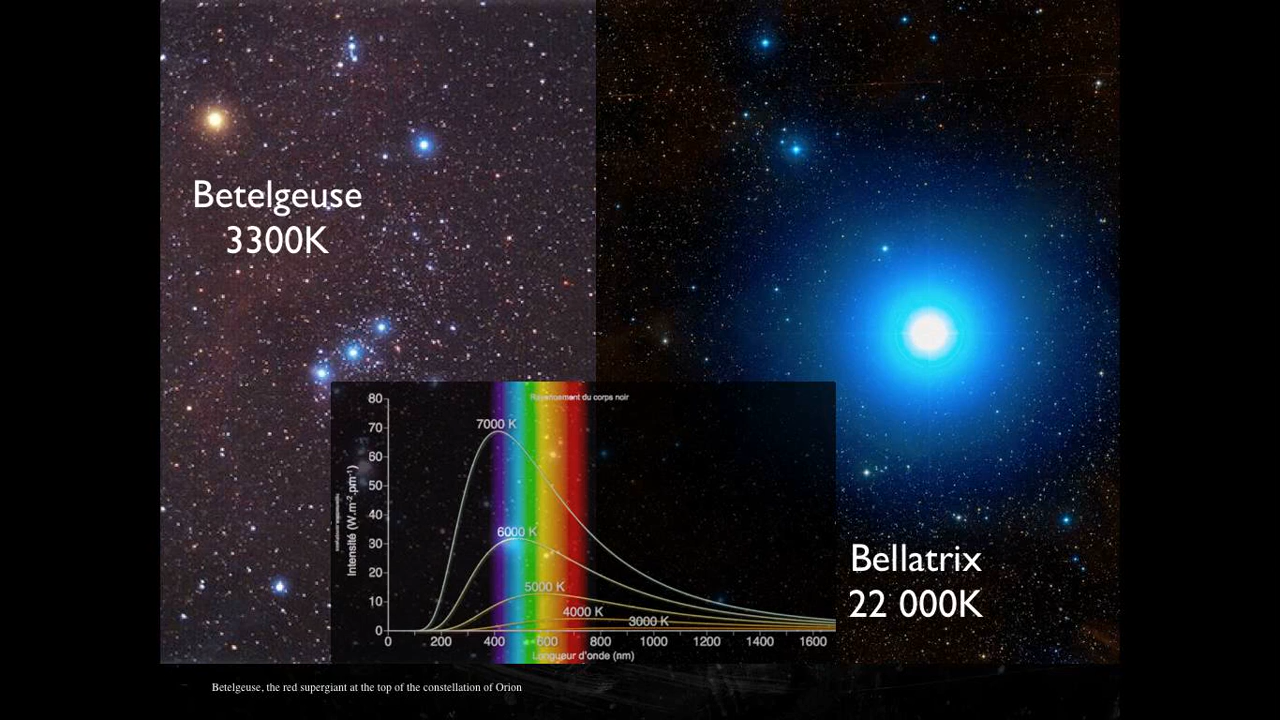 Betelgeuse
3300K
Bellatrix
22 000K
du corps noir
Intensité (W.m-2.µm-1)
80
70
60
50
40
30
20
10
0
7000 K
6000 K
5000 K
4000 K
3000 K
0 200 400 600 800 1000 1200 1400 1600
Longueur d'onde (nm)
Betelgeuse, the red supergiant at the top of the constellation of Orion